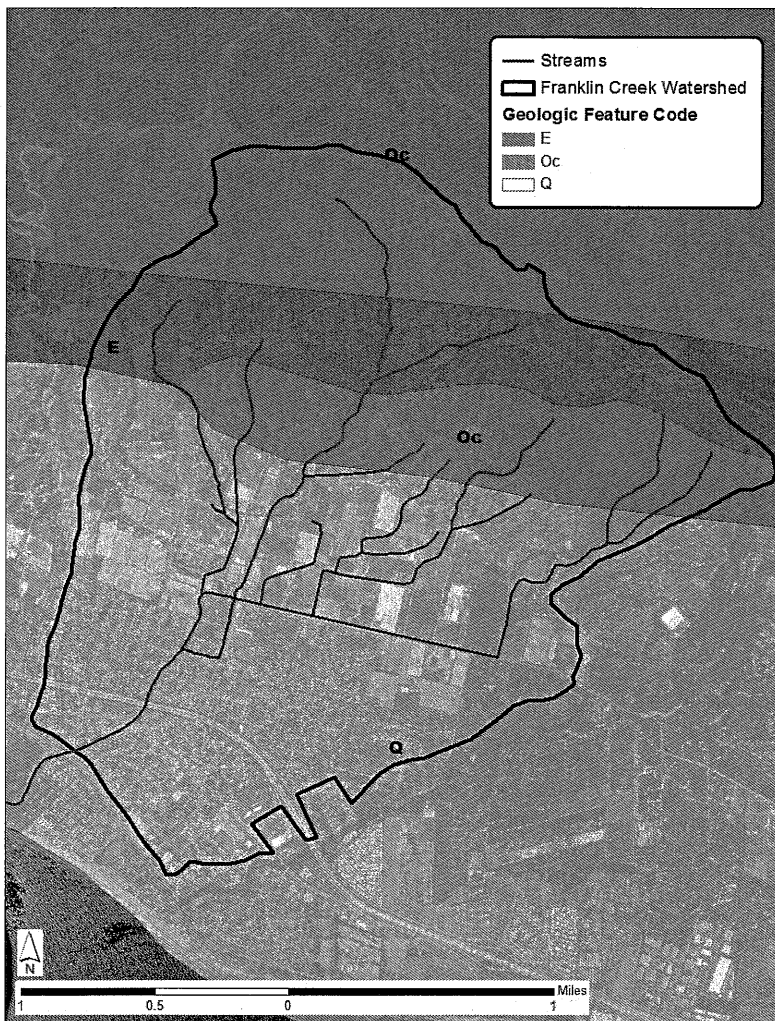 Streams
Franklin Creek Watershed
Geologic Feature Code
E
Oc
Q
Oc
E
Oc
Q
N
Miles
1 0.5 0 1